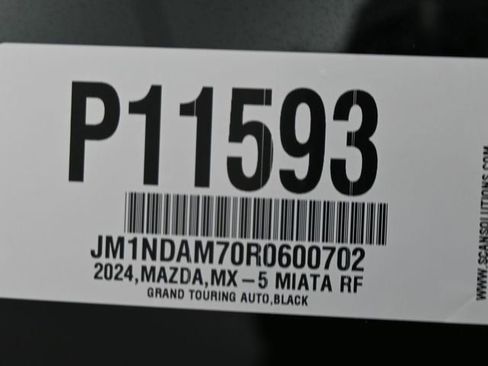 P11593
JM1NDAM70R0600702
2024,MAZDA,MX-5 MIATA RF
GRAND TOURING AUTO,BLACK
WWW.SCANSOLUTIONS.COM